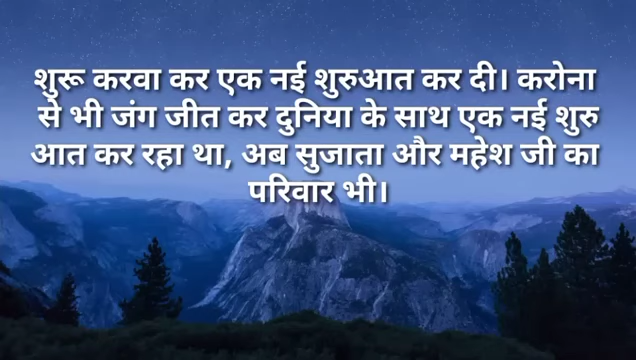 शुरू करवा कर एक नई शुरुआत कर दी। करोना
से भी जंग जीत कर दुनिया के साथ एक नई शुरु
आत कर रहा था, अब सुजाता और महेश जी का
परिवार भी।